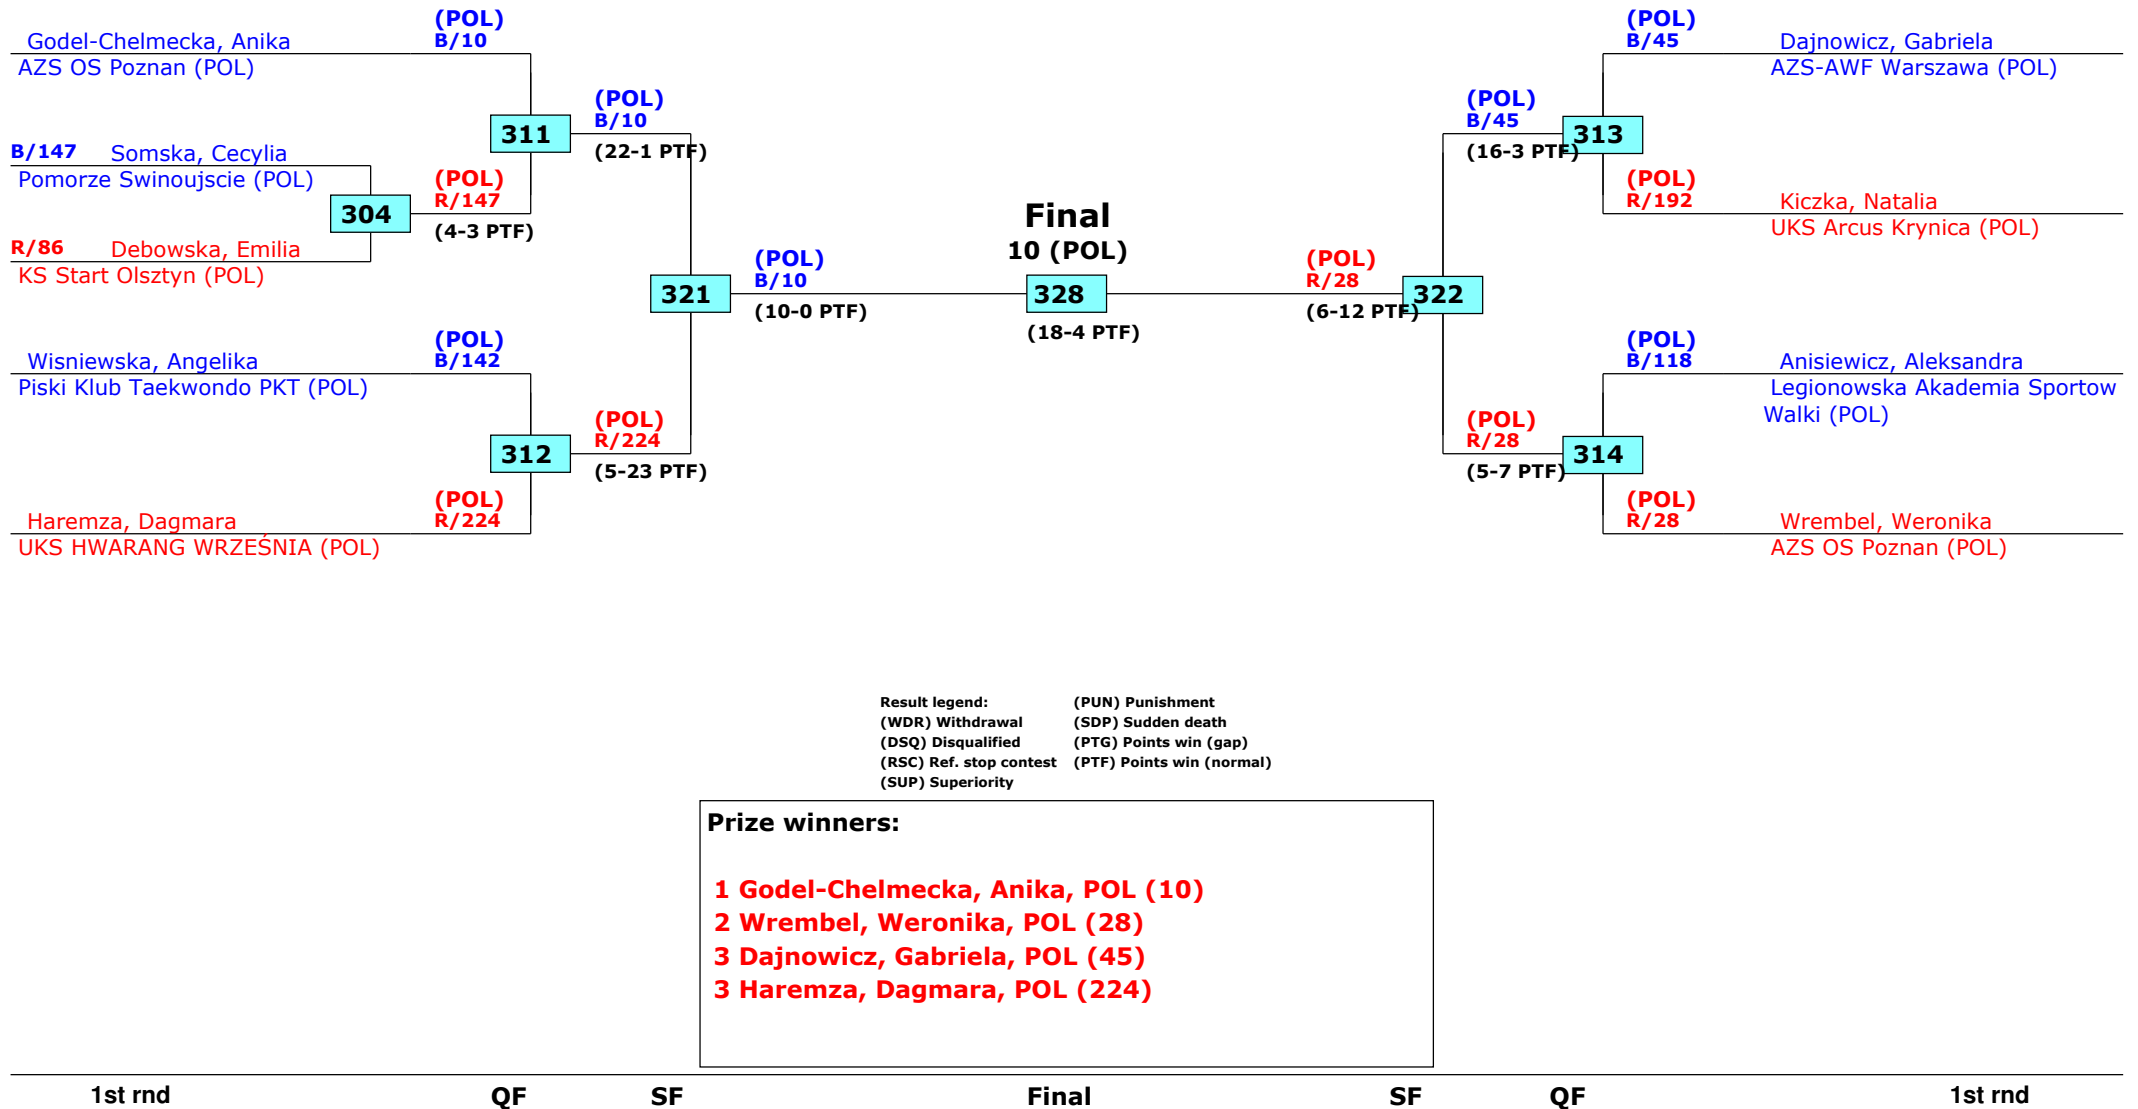 (POL)
B/10
Godel-Chelmecka, Anika
AZS OS Poznan (POL)
311
(POL)
B/10
(22-1 PTF)
B/147 Somska, Cecylia
Pomorze Swinoujscie (POL)
304
(POL)
R/147
(4-3 PTF)
R/86 Debowska, Emilia
KS Start Olsztyn (POL)
321
(POL)
B/10
(10-0 PTF)
Wisniewska, Angelika
(POL)
B/142
Piski Klub Taekwondo PKT (POL)
312
(POL)
R/224
(5-23 PTF)
(POL)
R/224
Haremza, Dagmara
UKS HWARANG WRZEŚNIA (POL)
Final
10 (POL)
328
(18-4 PTF)
(POL)
B/45
Dajnowicz, Gabriela
AZS-AWF Warszawa (POL)
(POL)
B/45
(16-3 PTF)
313
(POL)
R/192
Kiczka, Natalia
UKS Arcus Krynica (POL)
(POL)
R/28
(6-12 PTF)
322
(POL)
B/118
Anisiewicz, Aleksandra
Legionowska Akademia Sportow
Walki (POL)
(POL)
R/28
(5-7 PTF)
314
(POL)
R/28
Wrembel, Weronika
AZS OS Poznan (POL)
Result legend:
(WDR) Withdrawal
(DSQ) Disqualified
(RSC) Ref. stop contest
(SUP) Superiority
(PUN) Punishment
(SDP) Sudden death
(PTG) Points win (gap)
(PTF) Points win (normal)
Prize winners:
1 Godel-Chelmecka, Anika, POL (10)
2 Wrembel, Weronika, POL (28)
3 Dajnowicz, Gabriela, POL (45)
3 Haremza, Dagmara, POL (224)
1st rnd QF SF Final SF QF 1st rnd